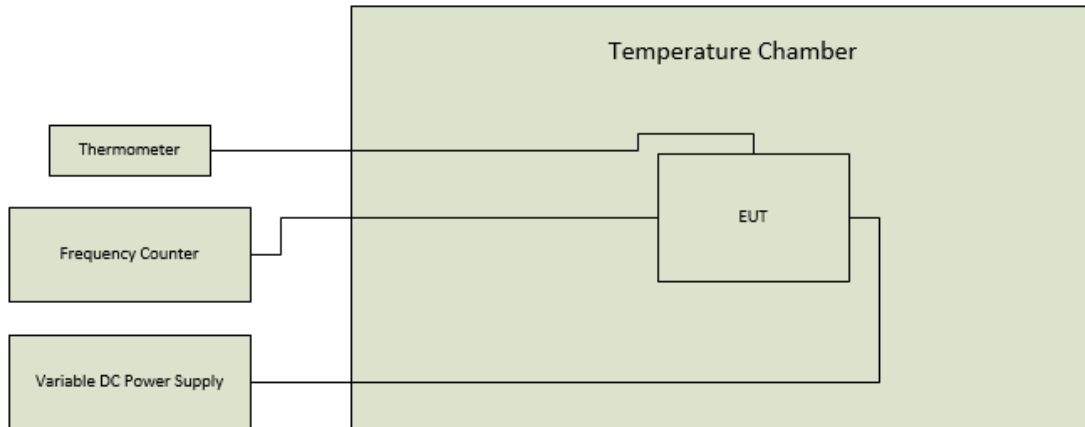 Temperature Chamber
Thermometer
EUT
Frequency Counter
Variable DC Power Supply